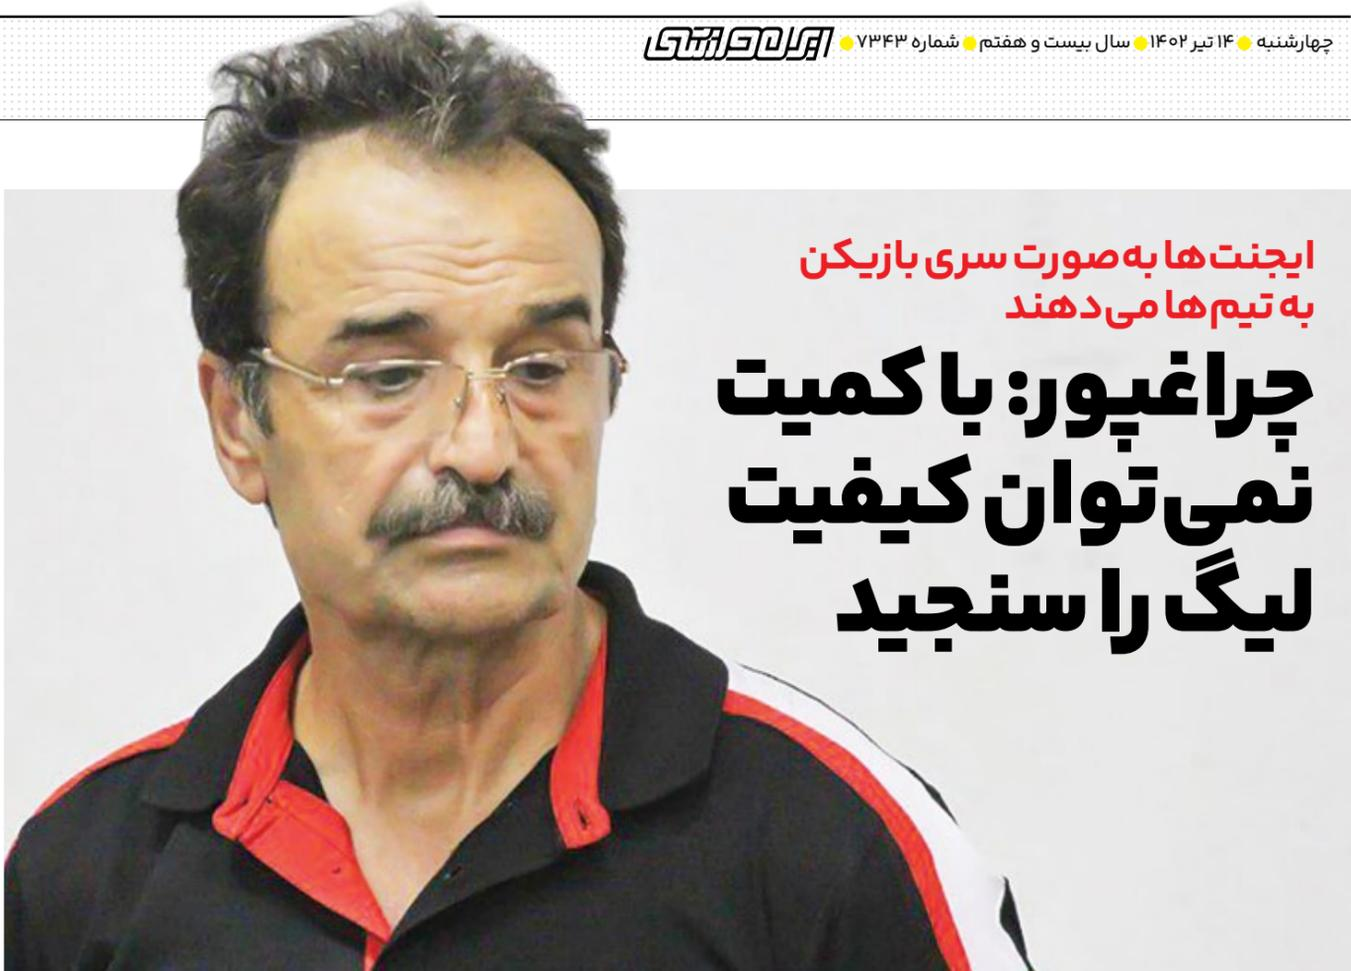 چهارشنبه ● ۱۴ تیر ۱۴۰۲ ● سال بیست و هفتم ● شماره ۷۳۴۳ ● ایران ورزشی
ایجنت‌ها به‌صورت سری بازیکن
به تیم‌ها می‌دهند
چراغپور: با کمیت
نمی‌توان کیفیت
لیگ را سنجید